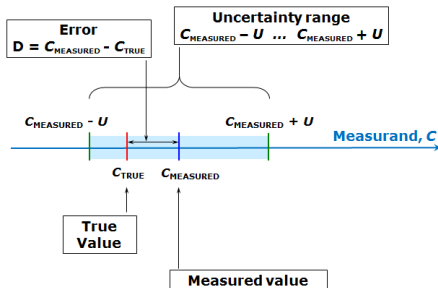 Error
D = CMEASURED - CTRUE
Uncertainty range
CMEASURED – U ... CMEASURED + U
CMEASURED - U
CMEASURED + U
Measurand, C
CTRUE
CMEASURED
True
Value
Measured value